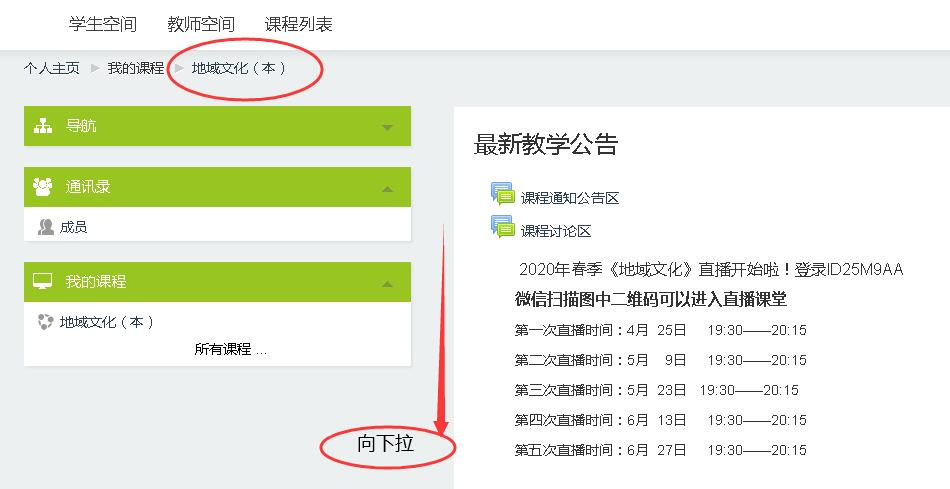 学生空间 教师空间 课程列表
个人主页 我的课程 地域文化（本）
导航
通讯录
成员
我的课程
地域文化（本）
所有课程 ...
最新教学公告
课程通知公告区
课程讨论区
2020年春季《地域文化》直播开始啦！登录ID25M9AA
微信扫描图中二维码可以进入直播课堂
第一次直播时间：4月 25日 19:30——20:15
第二次直播时间：5月 9日 19:30——20:15
第三次直播时间：5月 23日 19:30——20:15
第四次直播时间：6月 13日 19:30——20:15
第五次直播时间：6月 27日 19:30——20:15
向下拉